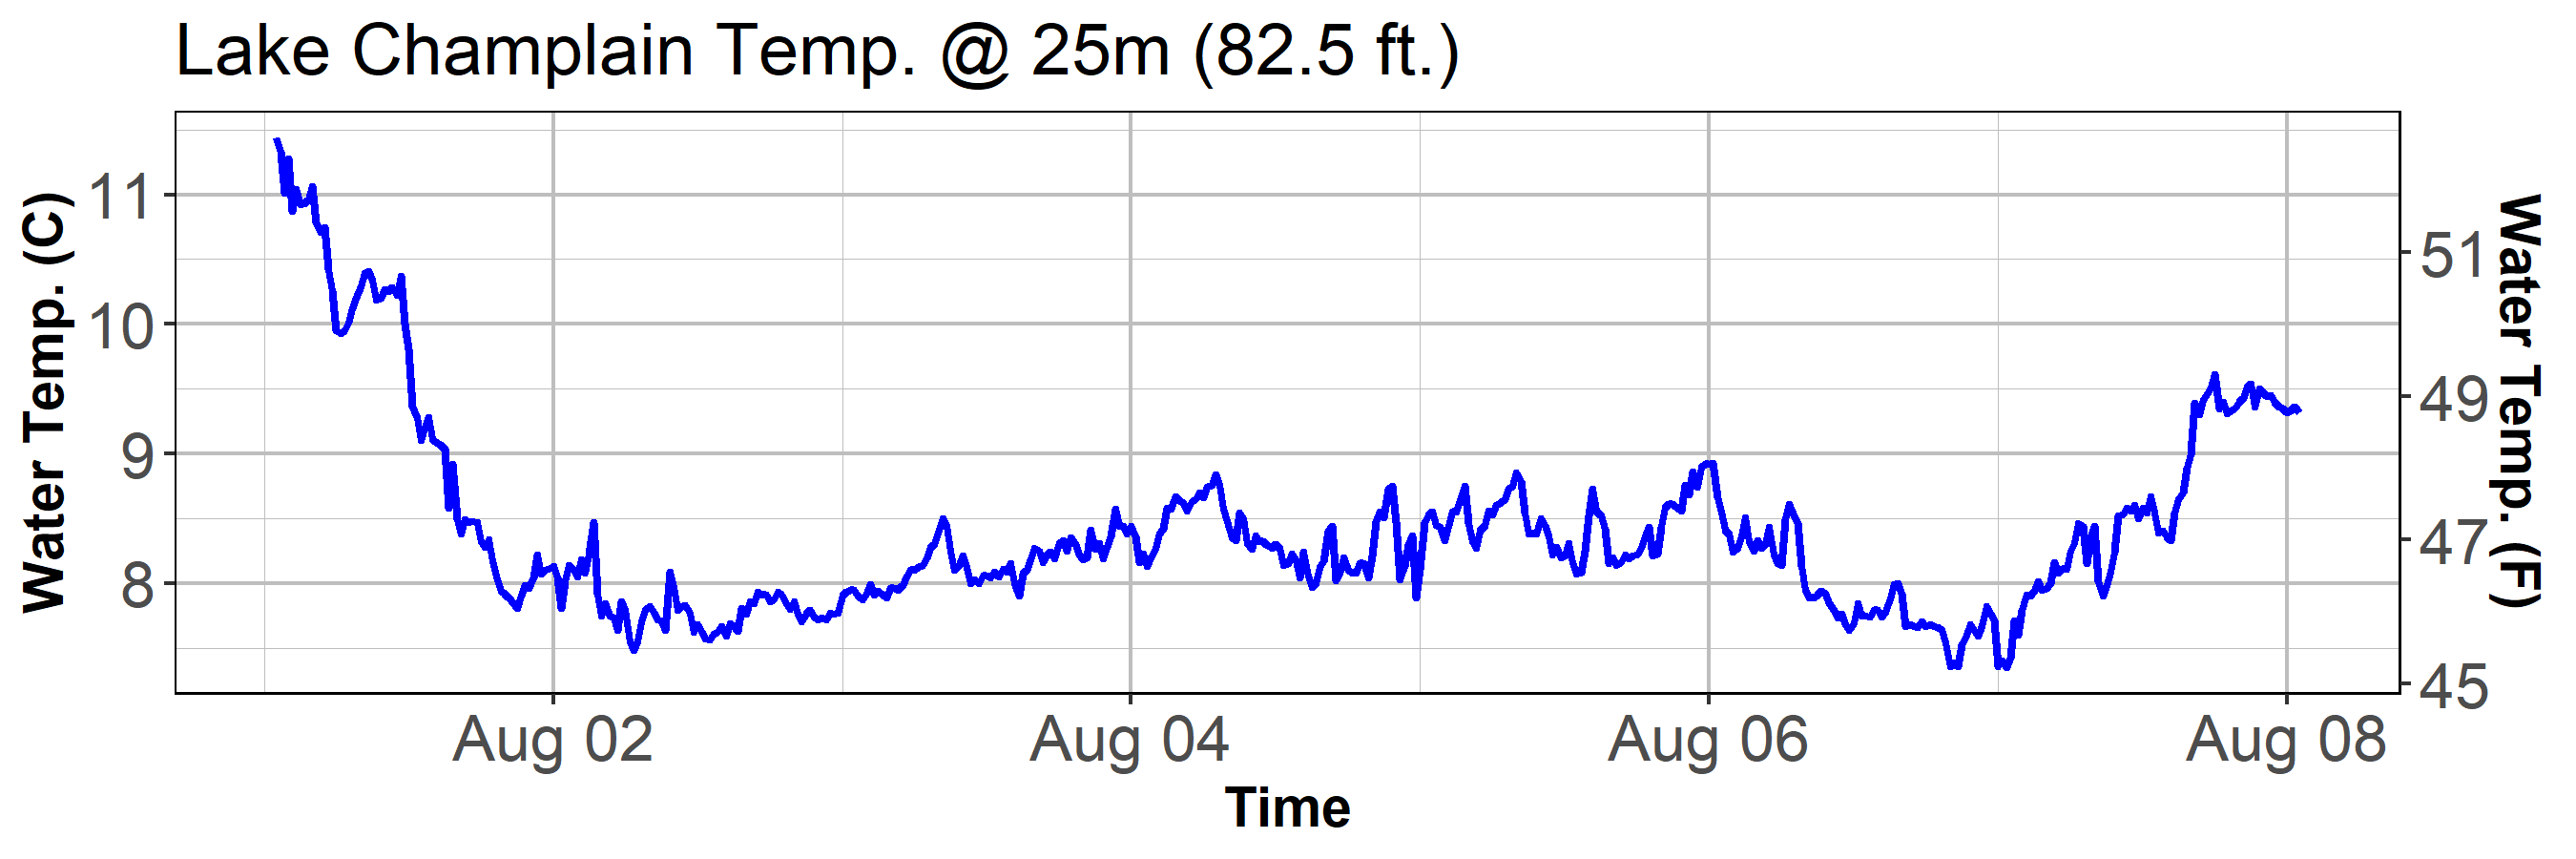 Lake Champlain Temp. @ 25m (82.5 ft.)
Water Temp. (C)
11
10
9
8
51
49
47
45
Water Temp. (F)
Aug 02
Aug 04
Aug 06
Aug 08
Time